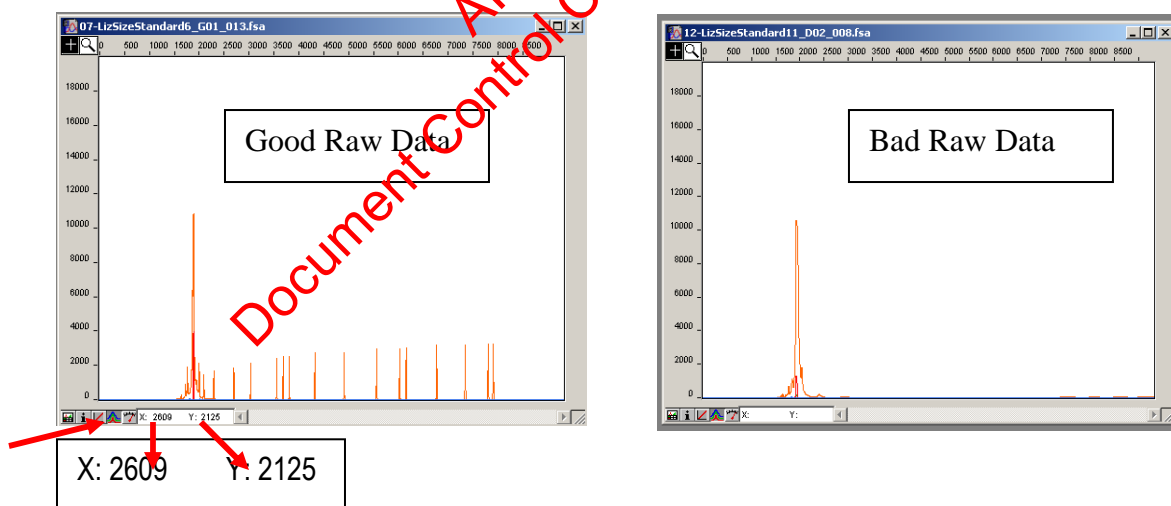 07-LizSizeStandard6_G01_013.fsa
0 500 1000 1500 2000 2500 3000 3500 4000 4500 5000 5500 6000 6500 7000 7500 8000 8500
18000
16000
14000
12000
10000
8000
6000
4000
2000
0
Good Raw Data
X: 2609 Y: 2125
X: 2609 Y: 2125
Document Control
12-LizSizeStandard11_D02_008.fsa
0 500 1000 1500 2000 2500 3000 3500 4000 4500 5000 5500 6000 6500 7000 7500 8000 8500
18000
16000
14000
12000
10000
8000
6000
4000
2000
0
Bad Raw Data
X: Y: